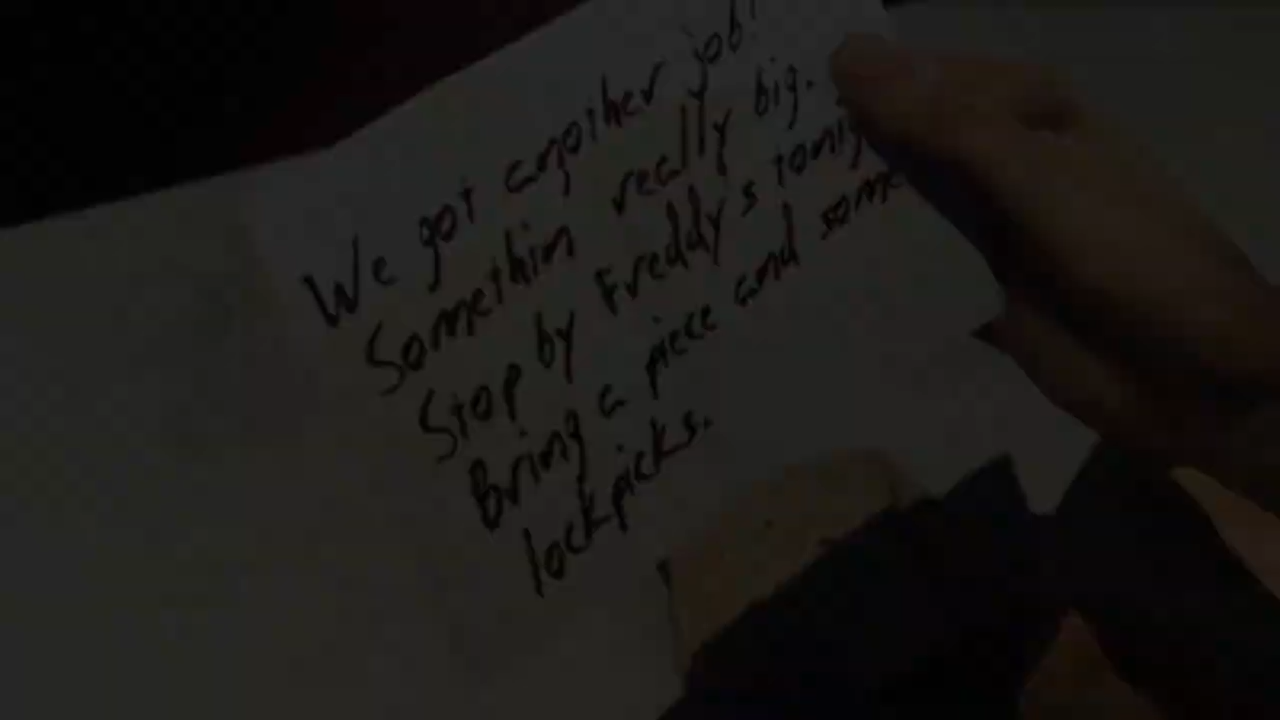 We got another job!
Somethin really big.
Stop by Freddy's
Bring a piece and some
lockpicks.